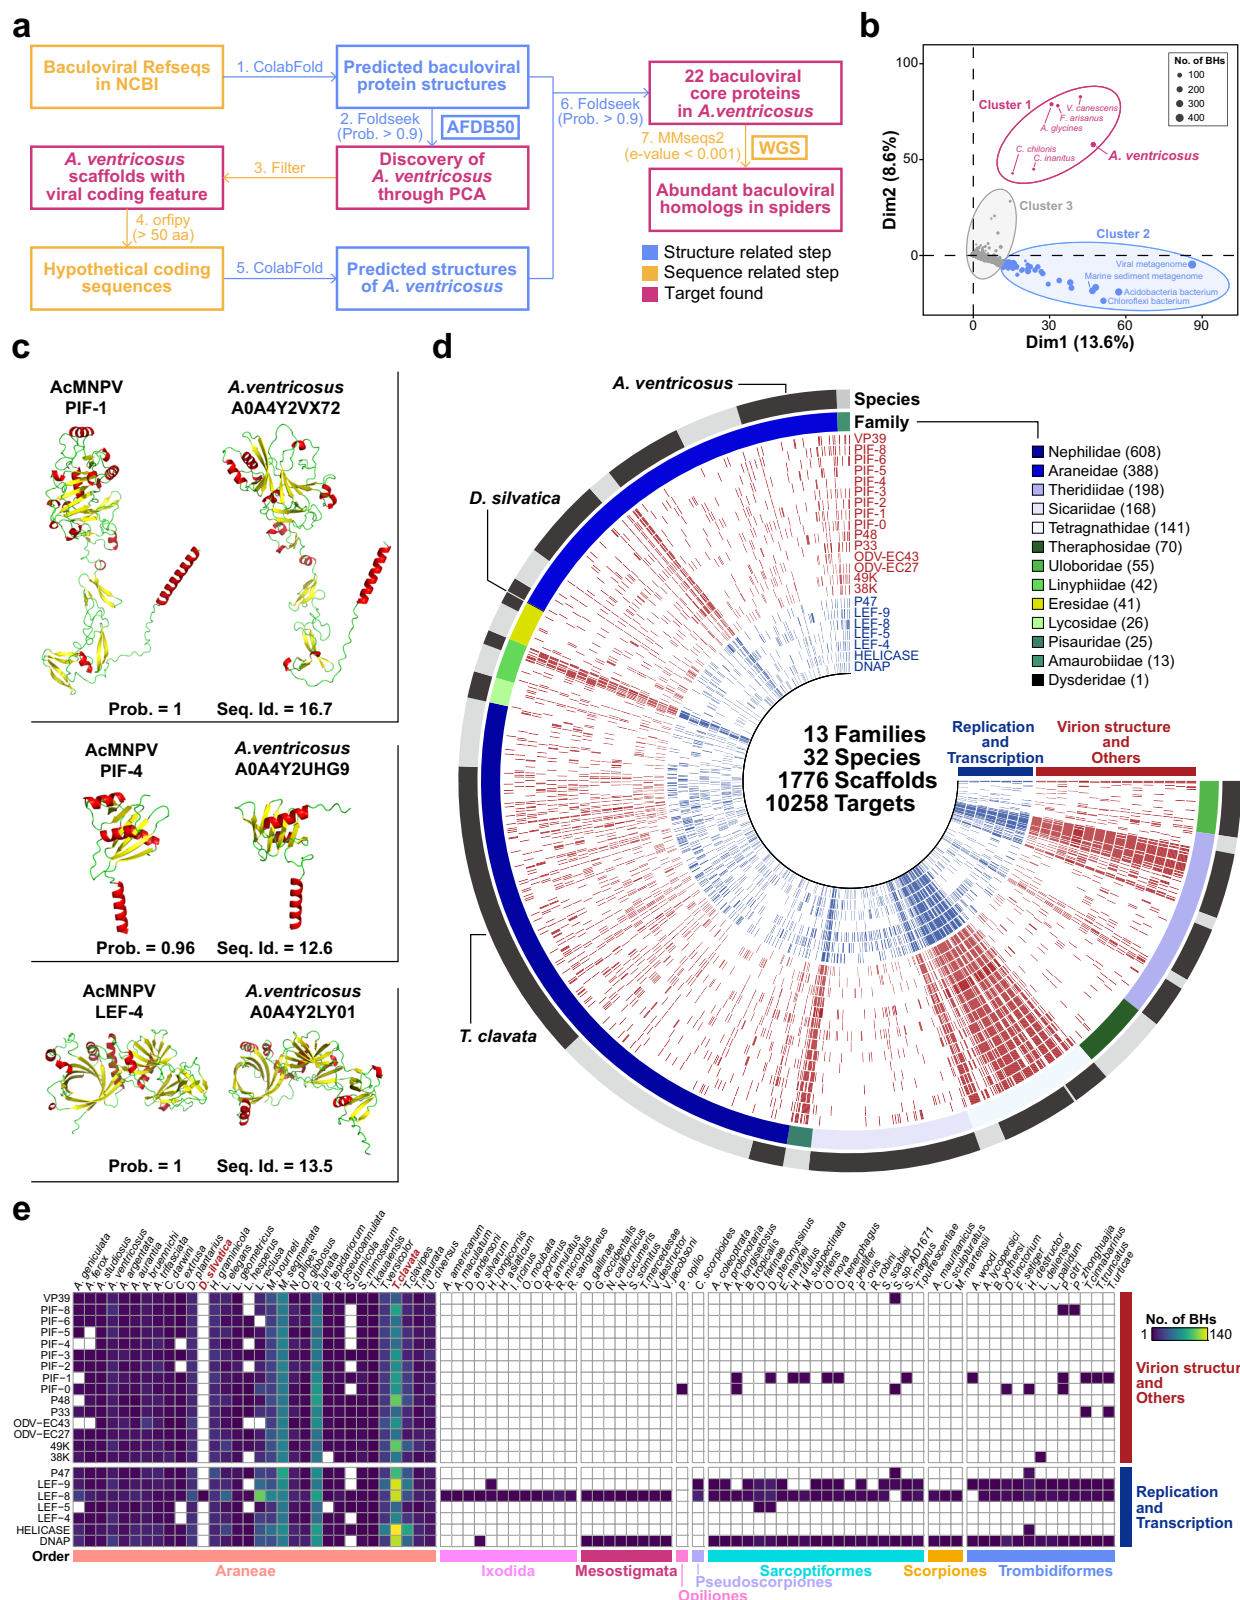 a
Baculoviral Refseqs
in NCBI
1. ColabFold
Predicted baculoviral
protein structures
2. Foldseek
(Prob. > 0.9)
AFDB50
6. Foldseek
(Prob. > 0.9)
22 baculoviral
core proteins
in A.ventricosus
7. MMseqs2
(e-value < 0.001)
WGS
A. ventricosus
scaffolds with
viral coding feature
3. Filter
Discovery of
A. ventricosus
through PCA
Abundant baculoviral
homologs in spiders
4. orfipy
(> 50 aa)
Hypothetical coding
sequences
5. ColabFold
Predicted structures
of A. ventricosus
Structure related step
Sequence related step
Target found
b
Dim2 (8.6%)
100
50
0
0
30
60
90
Dim1 (13.6%)
No. of BHs
100
200
300
400
Cluster 1
V. canescens
F. arisanus
A. glycines
C. chilonis
C. inanitus
A. ventricosus
Cluster 3
Cluster 2
Viral metagenome
Marine sediment metagenome
Acidobacteria bacterium
Chloroflexi bacterium
c
AcMNPV
PIF-1
A.ventricosus
A0A4Y2VX72
Prob. = 1
Seq. Id. = 16.7
AcMNPV
PIF-4
A.ventricosus
A0A4Y2UHG9
Prob. = 0.96
Seq. Id. = 12.6
AcMNPV
LEF-4
A.ventricosus
A0A4Y2LY01
Prob. = 1
Seq. Id. = 13.5
d
A. ventricosus
D. silvatica
T. clavata
Species
Family
VP39
PIF-8
PIF-6
PIF-5
PIF-4
PIF-3
PIF-2
PIF-1
PIF-0
P48
P33
ODV-EC43
ODV-EC27
49K
38K
P47
LEF-9
LEF-8
LEF-5
LEF-4
HELICASE
DNAP
Nephilidae (608)
Araneidae (388)
Theridiidae (198)
Sicariidae (168)
Tetragnathidae (141)
Theraphosidae (70)
Uloboridae (55)
Linyphiidae (42)
Eresidae (41)
Lycosidae (26)
Pisauridae (25)
Amaurobiidae (13)
Dysderidae (1)
13 Families
32 Species
1776 Scaffolds
10258 Targets
Replication
and
Transcription
Virion structure
and
Others
e
A. geniculata
A. ferox
A. studiosus
A. ventricosus
A. argentata
A. bruennichi
D. silvatica
T. clavata
VP39
PIF-8
PIF-6
PIF-5
PIF-4
PIF-3
PIF-2
PIF-1
PIF-0
P48
P33
ODV-EC43
ODV-EC27
49K
38K
P47
LEF-9
LEF-8
LEF-5
LEF-4
HELICASE
DNAP
No. of BHs
1
140
Virion structure
and
Others
Replication
and
Transcription
Order
Araneae
Ixodida
Mesostigmata
Opiliones
Pseudoscorpiones
Sarcoptiformes
Scorpiones
Trombidiformes